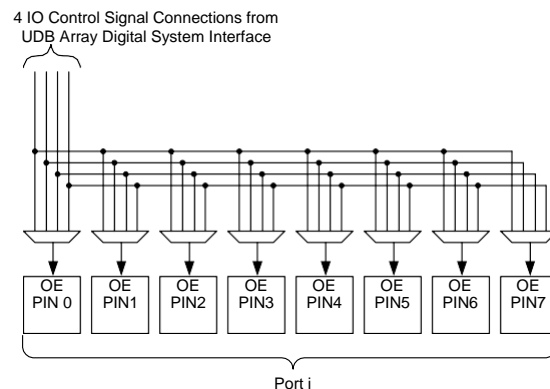 4 IO Control Signal Connections from
UDB Array Digital System Interface
OE OE OE OE OE OE OE OE
PIN 0 PIN1 PIN2 PIN3 PIN4 PIN5 PIN6 PIN7
Port i